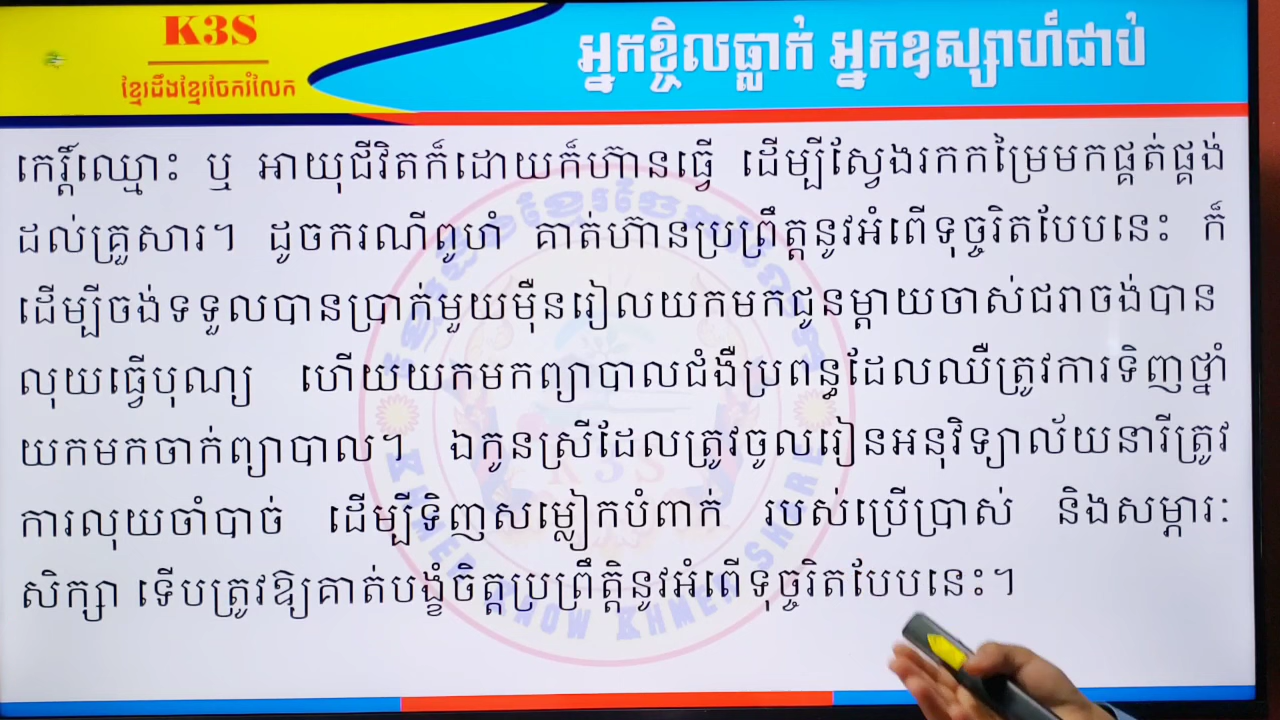 K3S
ខ្មែរដឹងខ្មែរចែករំលែក
អ្នកខ្ជិលធ្លាក់ អ្នកឧស្សាហ៍ជាប់
កេរ្តិ៍ឈ្មោះ ឬ អាយុជីវិតក៏ដោយក៏ហ៊ានធ្វើ ដើម្បីស្វែងរកកម្រៃមកផ្គត់ផ្គង់
ដល់គ្រួសារ។ ដូចករណីពូហំ គាត់ហ៊ានប្រព្រឹត្តនូវអំពើទុច្ចរិតបែបនេះ ក៏
ដើម្បីចង់ទទួលបានប្រាក់មួយម៉ឺនរៀលយកមកជូនម្តាយចាស់ជរាចង់បាន
លុយធ្វើបុណ្យ ហើយយកមកព្យាបាលជំងឺប្រពន្ធដែលឈឺត្រូវការទិញថ្នាំ
យកមកចាក់ព្យាបាល។ ឯកូនស្រីដែលត្រូវចូលរៀនអនុវិទ្យាល័យនារីត្រូវ
ការលុយចាំបាច់ ដើម្បីទិញសម្លៀកបំពាក់ របស់ប្រើប្រាស់ និងសម្ភារៈ
សិក្សា ទើបត្រូវឱ្យគាត់បង្ខំចិត្តប្រព្រឹត្តិនូវអំពើទុច្ចរិតបែបនេះ។